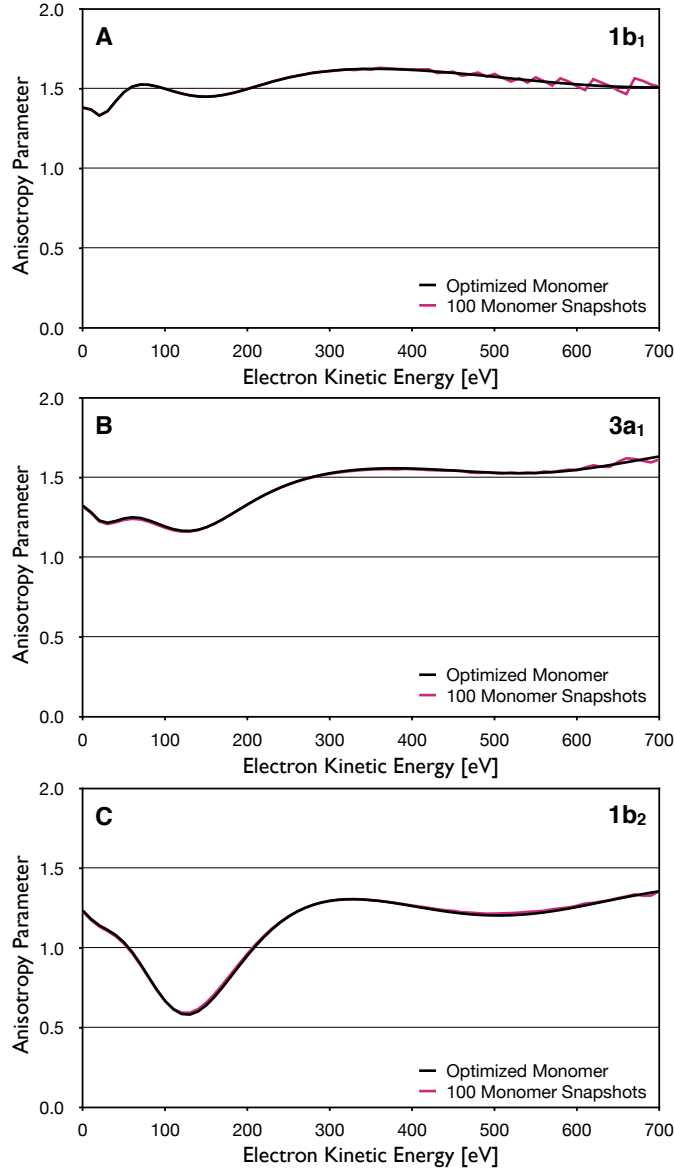 2.0
A
1b₁
1.5
1.0
0.5
0.0
Anisotropy Parameter
Optimized Monomer
100 Monomer Snapshots
0 100 200 300 400 500 600 700
Electron Kinetic Energy [eV]
2.0
B
3a₁
1.5
1.0
0.5
0.0
Anisotropy Parameter
Optimized Monomer
100 Monomer Snapshots
0 100 200 300 400 500 600 700
Electron Kinetic Energy [eV]
2.0
C
1b₂
1.5
1.0
0.5
0.0
Anisotropy Parameter
Optimized Monomer
100 Monomer Snapshots
0 100 200 300 400 500 600 700
Electron Kinetic Energy [eV]